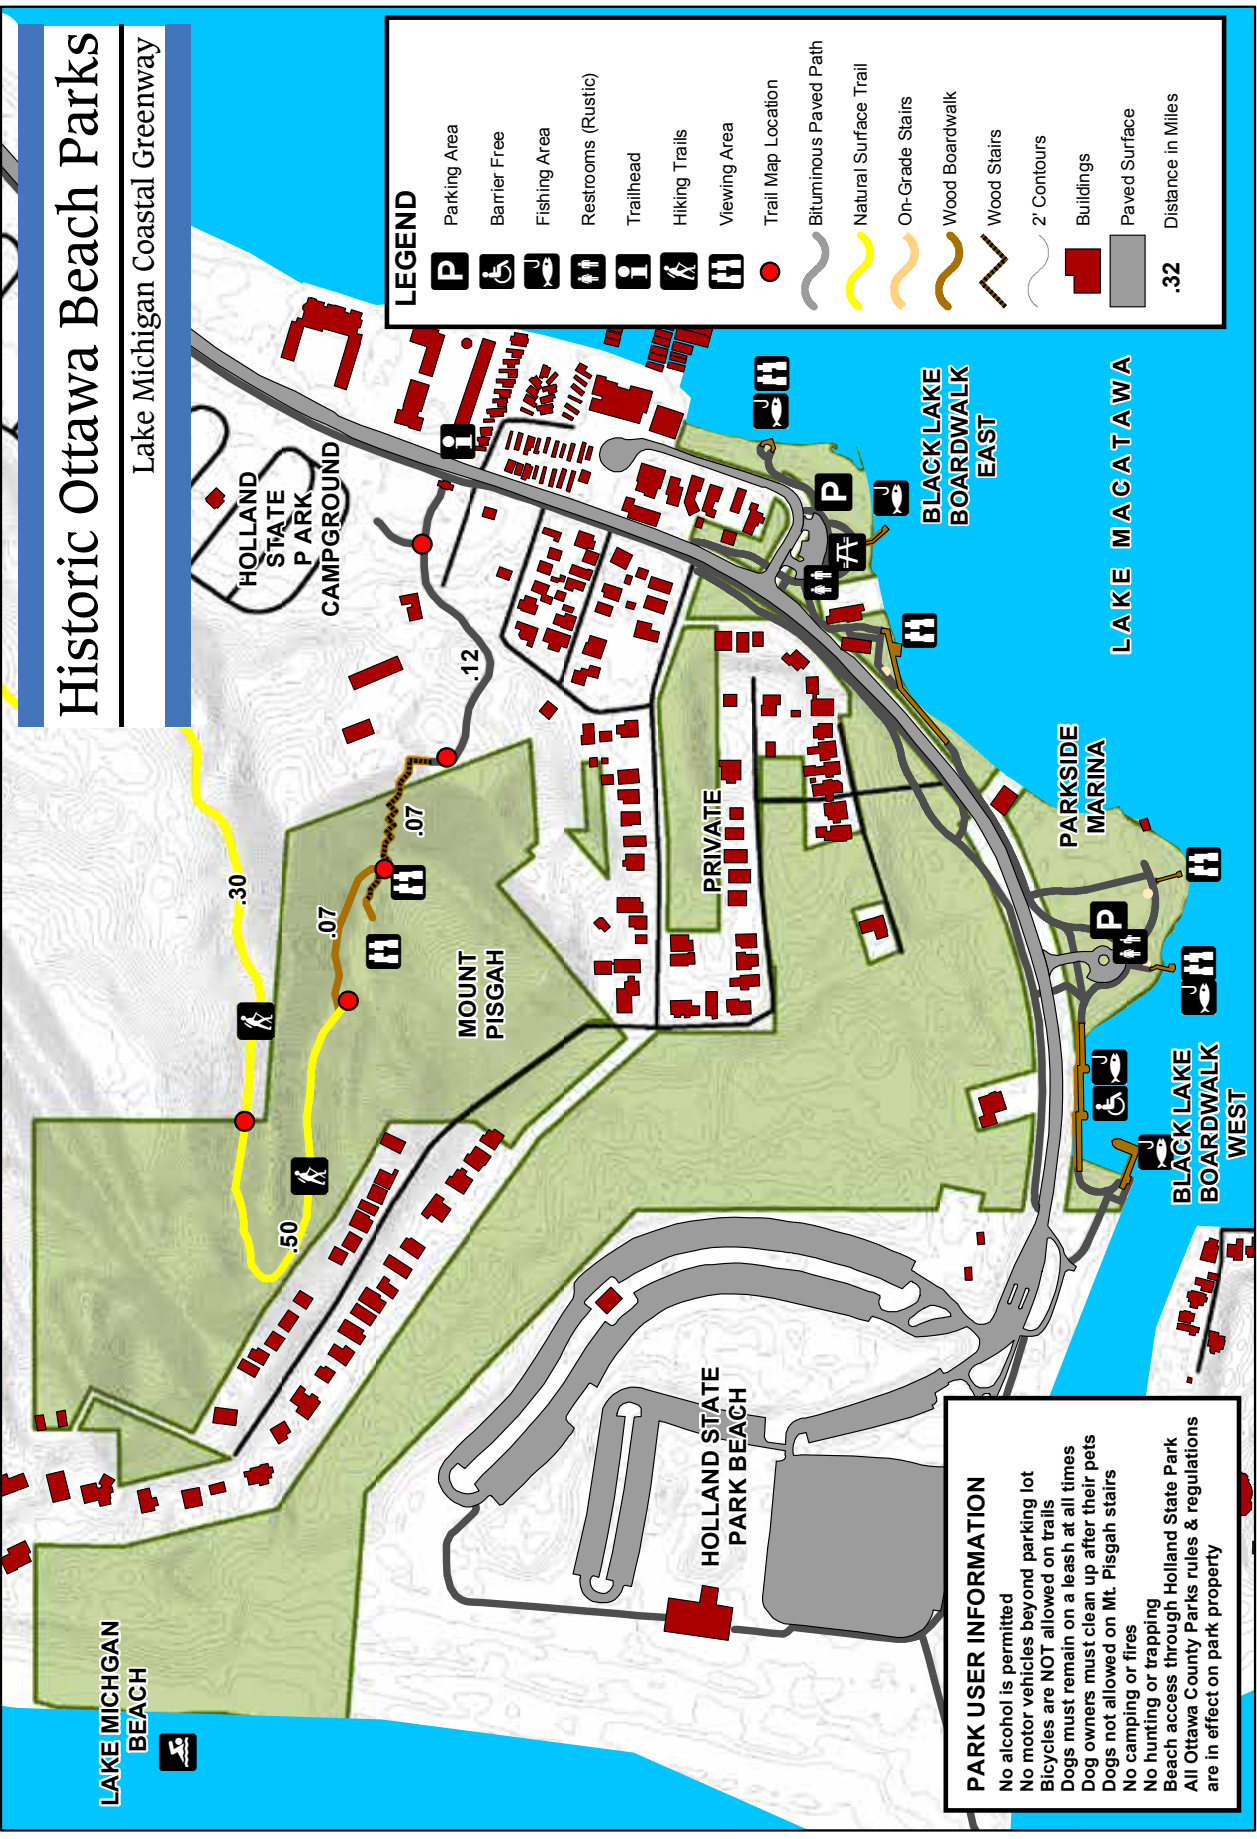 Historic Ottawa Beach Parks
Lake Michigan Coastal Greenway
LEGEND
P
Parking Area
Barrier Free
Fishing Area
Restrooms (Rustic)
i
Trailhead
Hiking Trails
Viewing Area
Trail Map Location
Bituminous Paved Path
Natural Surface Trail
On-Grade Stairs
Wood Boardwalk
Wood Stairs
2' Contours
Buildings
Paved Surface
.32
Distance in Miles
HOLLAND
STATE
P ARK
CAMPGROUND
i
.12
.07
.07
.30
.50
MOUNT
PISGAH
PRIVATE
P
BLACK LAKE
BOARDWALK
EAST
LAKE MACATAWA
PARKSIDE
MARINA
P
BLACK LAKE
BOARDWALK
WEST
HOLLAND STATE
PARK BEACH
LAKE MICHGAN
BEACH
PARK USER INFORMATION
No alcohol is permitted
No motor vehicles beyond parking lot
Bicycles are NOT allowed on trails
Dogs must remain on a leash at all times
Dog owners must clean up after their pets
Dogs not allowed on Mt. Pisgah stairs
No camping or fires
No hunting or trapping
Beach access through Holland State Park
All Ottawa County Parks rules & regulations
are in effect on park property